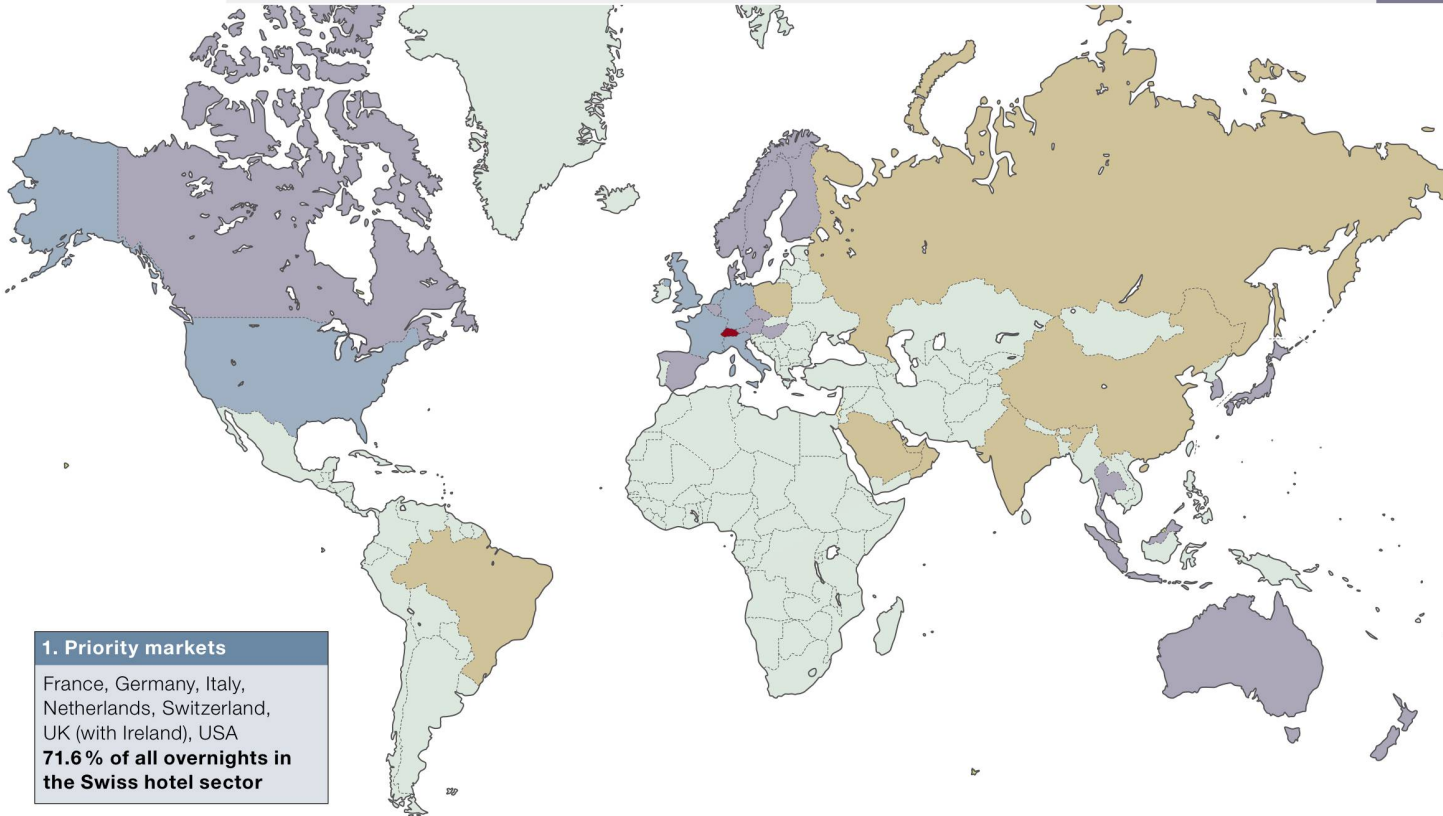 1. Priority markets
France, Germany, Italy,
Netherlands, Switzerland,
UK (with Ireland), USA
71.6% of all overnights in
the Swiss hotel sector